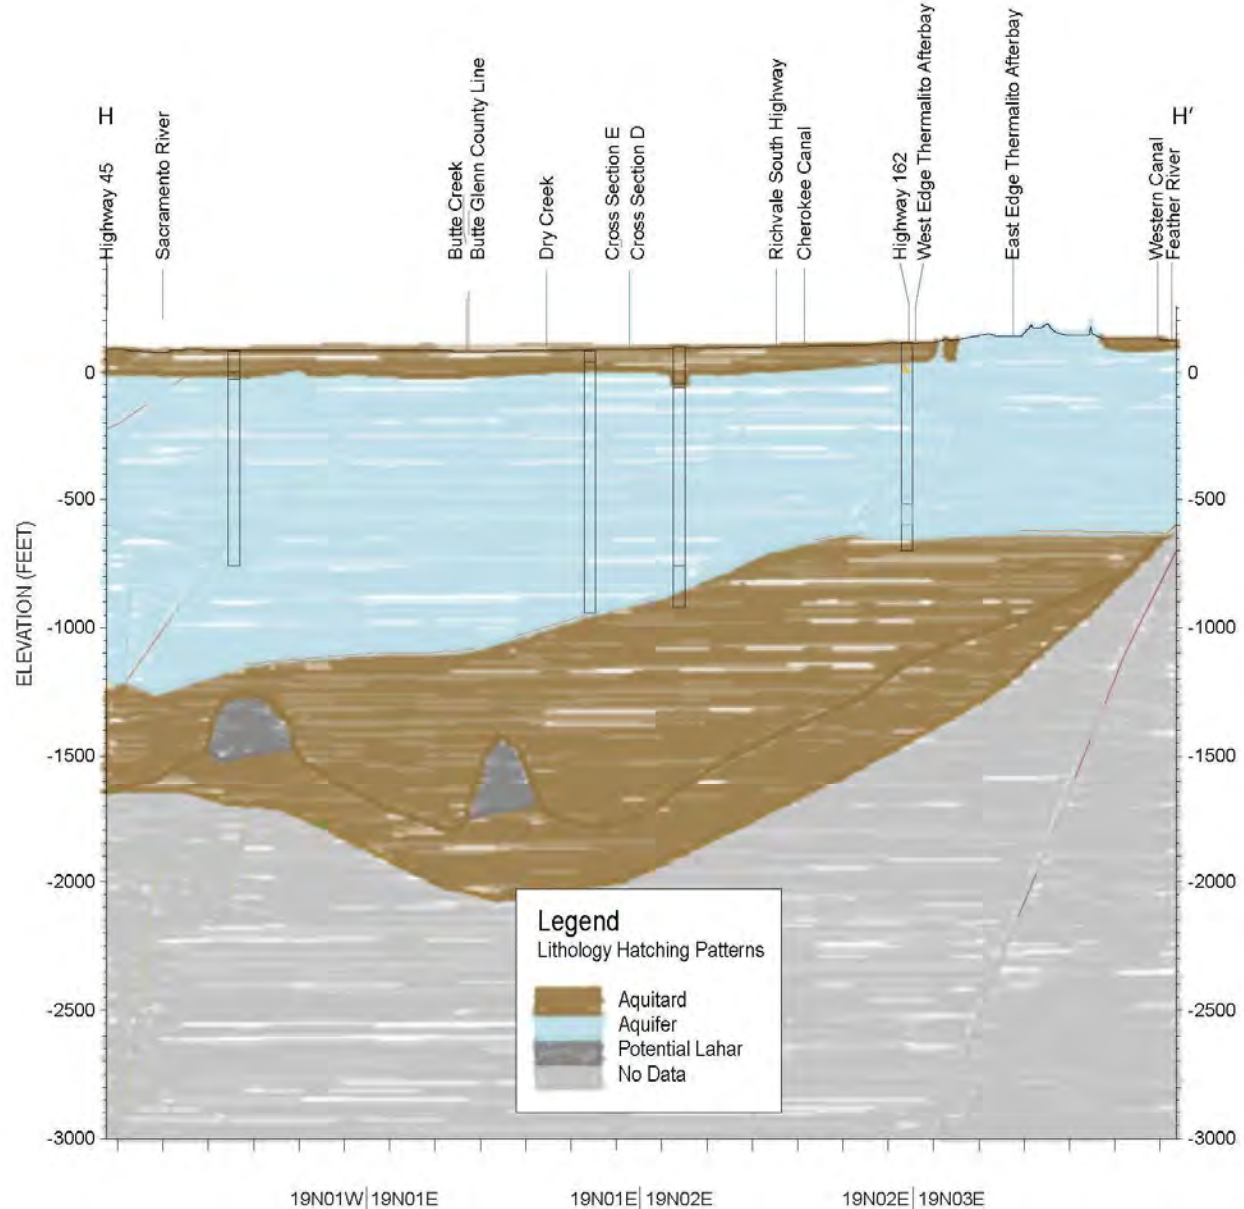 H
H'
Highway 45
Sacramento River
Butte Creek
Butte Glenn County Line
Dry Creek
Cross Section E
Cross Section D
Richvale South Highway
Cherokee Canal
Highway 162
West Edge Thermalito Afterbay
East Edge Thermalito Afterbay
Western Canal
Feather River
ELEVATION (FEET)
0
-500
-1000
-1500
-2000
-2500
-3000
0
-500
-1000
-1500
-2000
-2500
-3000
Legend
Lithology Hatching Patterns
Aquitard
Aquifer
Potential Lahar
No Data
19N01W|19N01E
19N01E|19N02E
19N02E|19N03E